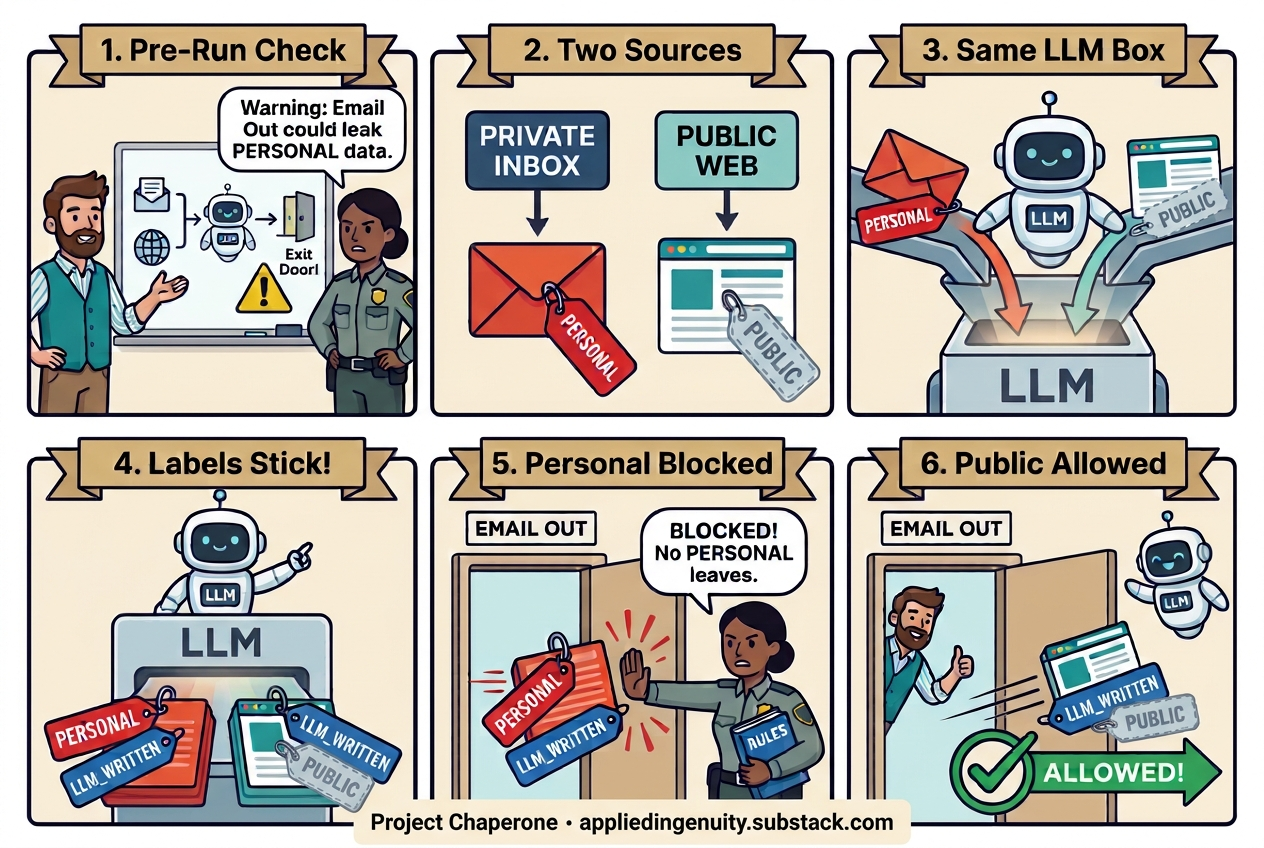 1. Pre-Run Check
Warning: Email
Out could leak
PERSONAL data.
Exit
Door!
2. Two Sources
PRIVATE
INBOX
PUBLIC
WEB
PERSONAL
PUBLIC
3. Same LLM Box
PERSONAL
LLM
PUBLIC
LLM
4. Labels Stick!
LLM
LLM
PERSONAL
LLM_WRITTEN
LLM_WRITTEN
PUBLIC
5. Personal Blocked
EMAIL OUT
BLOCKED!
No PERSONAL
leaves.
PERSONAL
LLM_WRITTEN
RULES
6. Public Allowed
EMAIL OUT
LLM
LLM_WRITTEN
PUBLIC
ALLOWED!
Project Chaperone • appliedingenuity.substack.com